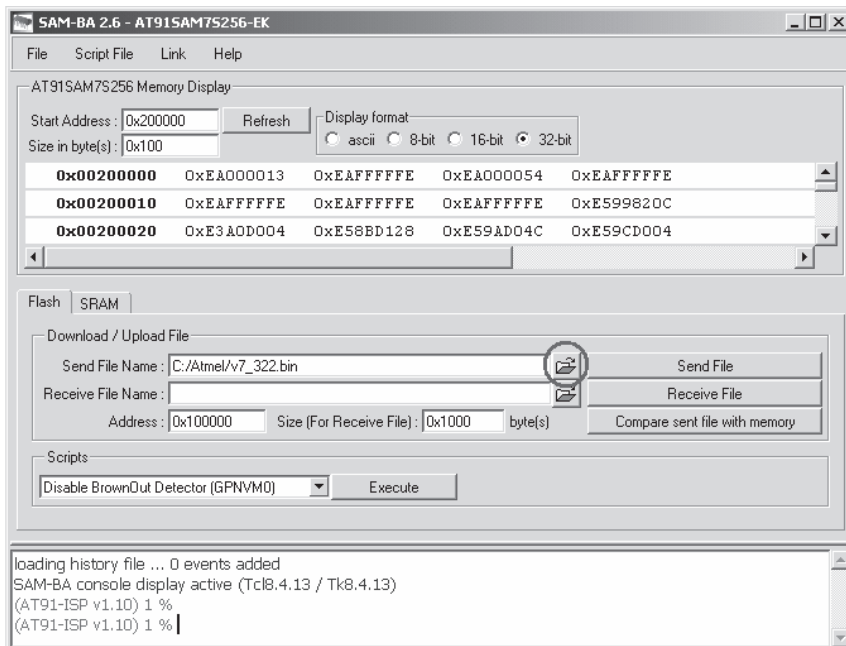 SAM-BA 2.6 - AT91SAM7S256-EK
File Script File Link Help
AT91SAM7S256 Memory Display
Start Address : 0x200000 Refresh
Size in byte(s) : 0x100
Display format
ascii 8-bit 16-bit 32-bit
0x00200000 0xEA000013 0xEAFFFFFE 0xEA000054 0xEAFFFFFE
0x00200010 0xEAFFFFFE 0xEAFFFFFE 0xEAFFFFFE 0xE599820C
0x00200020 0xE3A0D004 0xE58BD128 0xE59AD04C 0xE59CD004
Flash SRAM
Download / Upload File
Send File Name : C:/Atmel/v7_322.bin Send File
Receive File Name : Receive File
Address : 0x100000 Size (For Receive File) : 0x1000 byte(s) Compare sent file with memory
Scripts
Disable BrownOut Detector (GPNVM0) Execute
loading history file ... 0 events added
SAM-BA console display active (Tcl8.4.13 / Tk8.4.13)
(AT91-ISP v1.10) 1 %
(AT91-ISP v1.10) 1 %